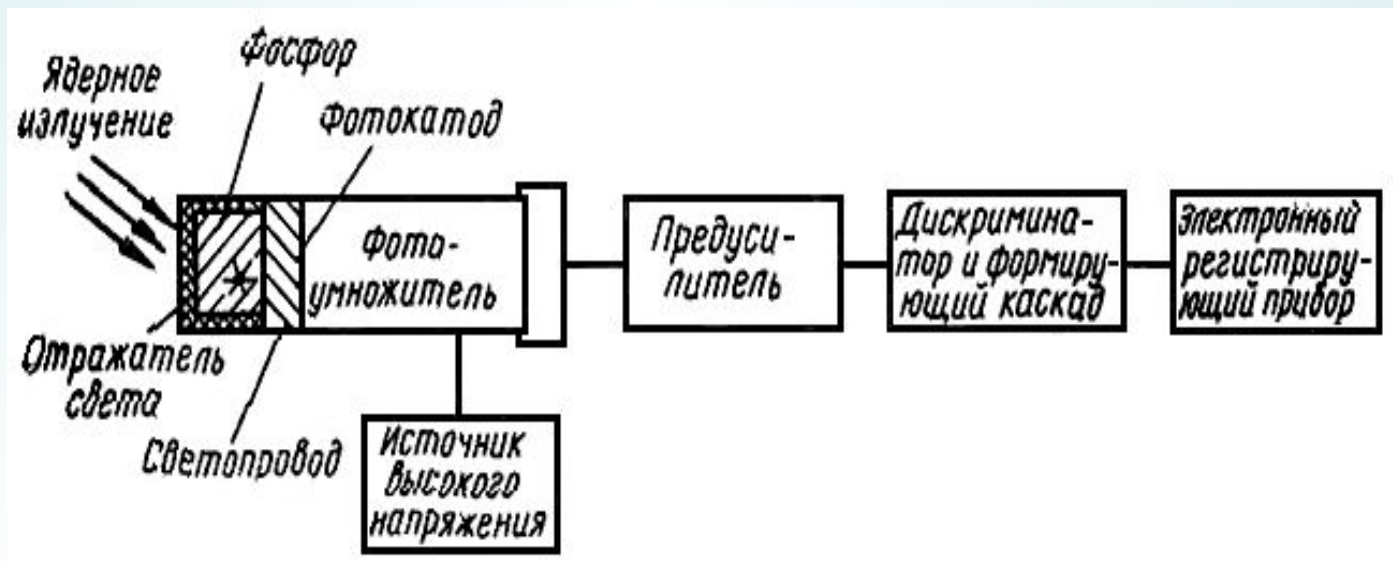 Фосфор
Ядерное
излучение
Фотокатод
Фото-
умножитель
Предуси-
литель
Дискримина-
тор и формиру-
ющий каскад
Электронный
регистриру-
ющий прибор
Отражатель
света
Светопровод
Источник
высокого
напряжения